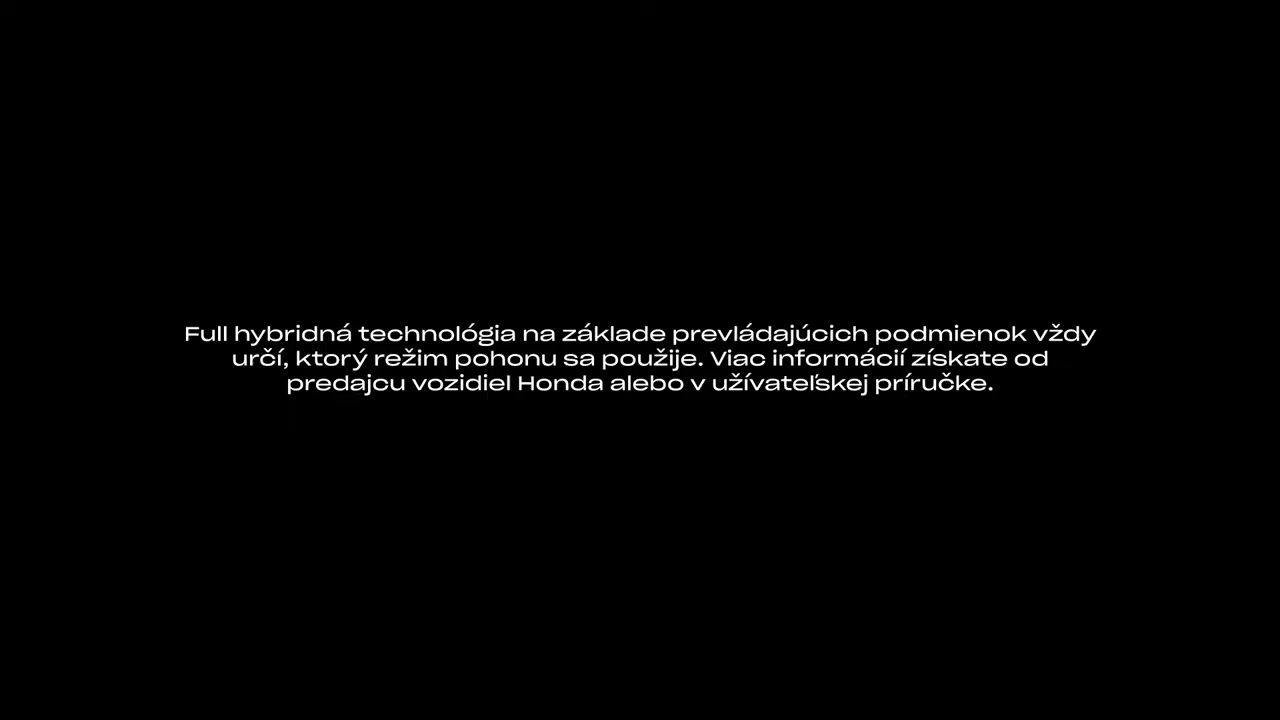 Full hybridná technológia na základe prevládajúcich podmienok vždy
určí, ktorý režim pohonu sa použije. Viac informácií získate od
predajcu vozidiel Honda alebo v užívateľskej príručke.